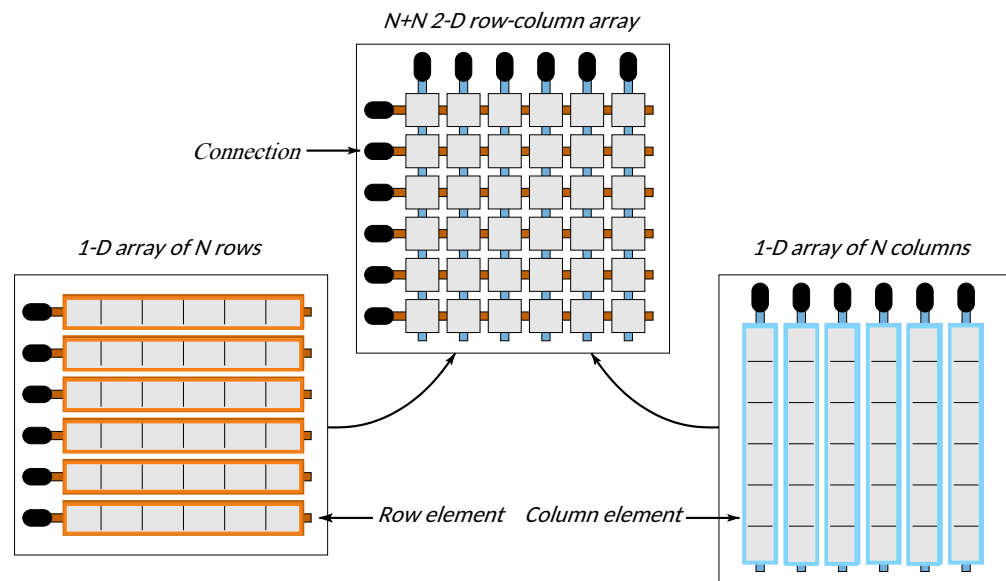 N+N 2-D row-column array
Connection
1-D array of N rows
1-D array of N columns
Row element
Column element